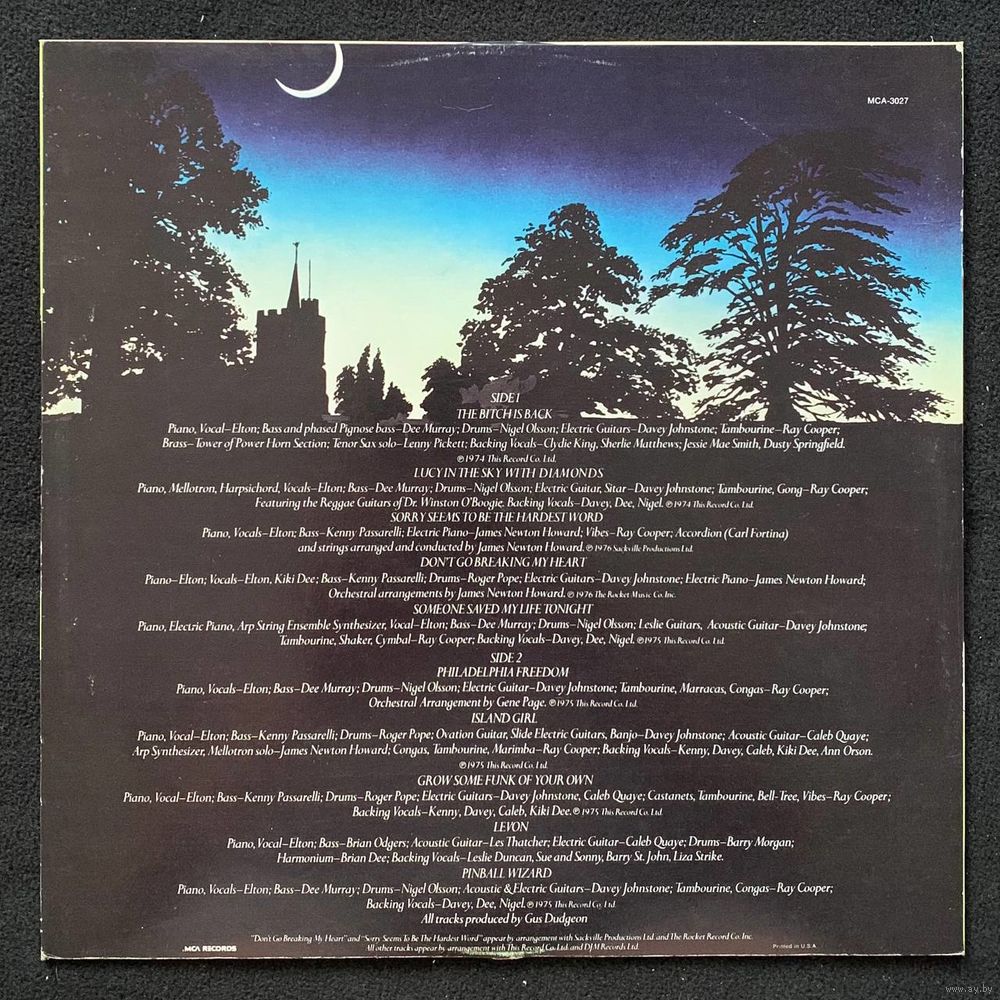 MCA-3027
SIDE 1
THE BITCH IS BACK
Piano, Vocal–Elton; Bass and phased Pignose bass–Dee Murray; Drums–Nigel Olsson; Electric Guitars–Davey Johnstone; Tambourine–Ray Cooper;
Brass–Tower of Power Horn Section; Tenor Sax solo–Lenny Pickett; Backing Vocals–Clydie King, Sherlie Matthews; Jessie Mae Smith, Dusty Springfield.
℗ 1974 This Record Co. Ltd.
LUCY IN THE SKY WITH DIAMONDS
Piano, Mellotron, Harpsichord, Vocals–Elton; Bass–Dee Murray; Drums–Nigel Olsson; Electric Guitar, Sitar–Davey Johnstone; Tambourine, Gong–Ray Cooper;
Featuring the Reggae Guitars of Dr. Winston O'Boogie. Backing Vocals–Davey, Dee, Nigel. ℗ 1974 This Record Co. Ltd.
SORRY SEEMS TO BE THE HARDEST WORD
Piano, Vocals–Elton; Bass–Kenny Passarelli; Electric Piano–James Newton Howard; Vibes–Ray Cooper; Accordion (Carl Fortina)
and strings arranged and conducted by James Newton Howard. ℗ 1976 Sackville Productions Ltd.
DON'T GO BREAKING MY HEART
Piano–Elton; Vocals–Elton, Kiki Dee; Bass–Kenny Passarelli; Drums–Roger Pope; Electric Guitars–Davey Johnstone; Electric Piano–James Newton Howard;
Orchestral arrangements by James Newton Howard. ℗ 1976 The Rocket Music Co. Inc.
SOMEONE SAVED MY LIFE TONIGHT
Piano, Electric Piano, Arp String Ensemble Synthesizer, Vocal–Elton; Bass–Dee Murray; Drums–Nigel Olsson; Leslie Guitars, Acoustic Guitar–Davey Johnstone;
Tambourine, Shaker, Cymbal–Ray Cooper; Backing Vocals–Davey, Dee, Nigel. ℗ 1975 This Record Co. Ltd.
SIDE 2
PHILADELPHIA FREEDOM
Piano, Vocals–Elton; Bass–Dee Murray; Drums–Nigel Olsson; Electric Guitar–Davey Johnstone; Tambourine, Marracas, Congas–Ray Cooper;
Orchestral Arrangement by Gene Page. ℗ 1975 This Record Co. Ltd.
ISLAND GIRL
Piano, Vocal–Elton; Bass–Kenny Passarelli; Drums–Roger Pope; Ovation Guitar, Slide Electric Guitars, Banjo–Davey Johnstone; Acoustic Guitar–Caleb Quaye;
Arp Synthesizer, Mellotron solo–James Newton Howard; Congas, Tambourine, Marimba–Ray Cooper; Backing Vocals–Kenny, Davey, Caleb, Kiki Dee, Ann Orson.
℗ 1975 This Record Co. Ltd.
GROW SOME FUNK OF YOUR OWN
Piano, Vocal–Elton; Bass–Kenny Passarelli; Drums–Roger Pope; Electric Guitars–Davey Johnstone, Caleb Quaye; Castanets, Tambourine, Bell-Tree, Vibes–Ray Cooper;
Backing Vocals–Kenny, Davey, Caleb, Kiki Dee. ℗ 1975 This Record Co. Ltd.
LEVON
Piano, Vocal–Elton; Bass–Brian Odgers; Acoustic Guitar–Les Thatcher; Electric Guitar–Caleb Quaye; Drums–Barry Morgan;
Harmonium–Brian Dee; Backing Vocals–Leslie Duncan, Sue and Sonny, Barry St. John, Liza Strike.
PINBALL WIZARD
Piano, Vocals–Elton; Bass–Dee Murray; Drums–Nigel Olsson; Acoustic & Electric Guitars–Davey Johnstone; Tambourine, Congas–Ray Cooper;
Backing Vocals–Davey, Dee, Nigel. ℗ 1975 This Record Co. Ltd.
All tracks produced by Gus Dudgeon
"Don't Go Breaking My Heart" and "Sorry Seems To Be The Hardest Word" appear by arrangement with Sackville Productions Ltd. and The Rocket Record Co. Inc.
All other tracks appear by arrangement with This Record Co. Ltd. and DJM Records Ltd.
MCA RECORDS
Printed in U.S.A.
www.ay.by